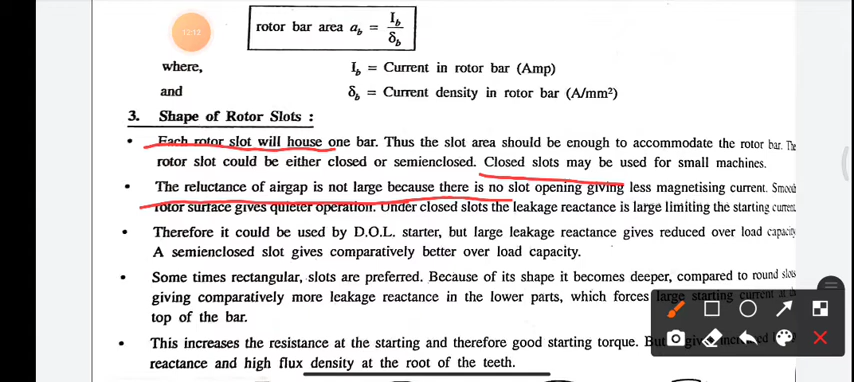 12:12
rotor bar area a_b = I_b / δ_b
where, I_b = Current in rotor bar (Amp)
and δ_b = Current density in rotor bar (A/mm²)
3. Shape of Rotor Slots :
• Each rotor slot will house one bar. Thus the slot area should be enough to accommodate the rotor bar. The
rotor slot could be either closed or semienclosed. Closed slots may be used for small machines.
• The reluctance of airgap is not large because there is no slot opening giving less magnetising current. Smooth
rotor surface gives quieter operation. Under closed slots the leakage reactance is large limiting the starting current.
• Therefore it could be used by D.O.L. starter, but large leakage reactance gives reduced over load capacity.
A semienclosed slot gives comparatively better over load capacity.
• Some times rectangular, slots are preferred. Because of its shape it becomes deeper, compared to round slots
giving comparatively more leakage reactance in the lower parts, which forces large starting current at the
top of the bar.
• This increases the resistance at the starting and therefore good starting torque. But
reactance and high flux density at the root of the teeth.